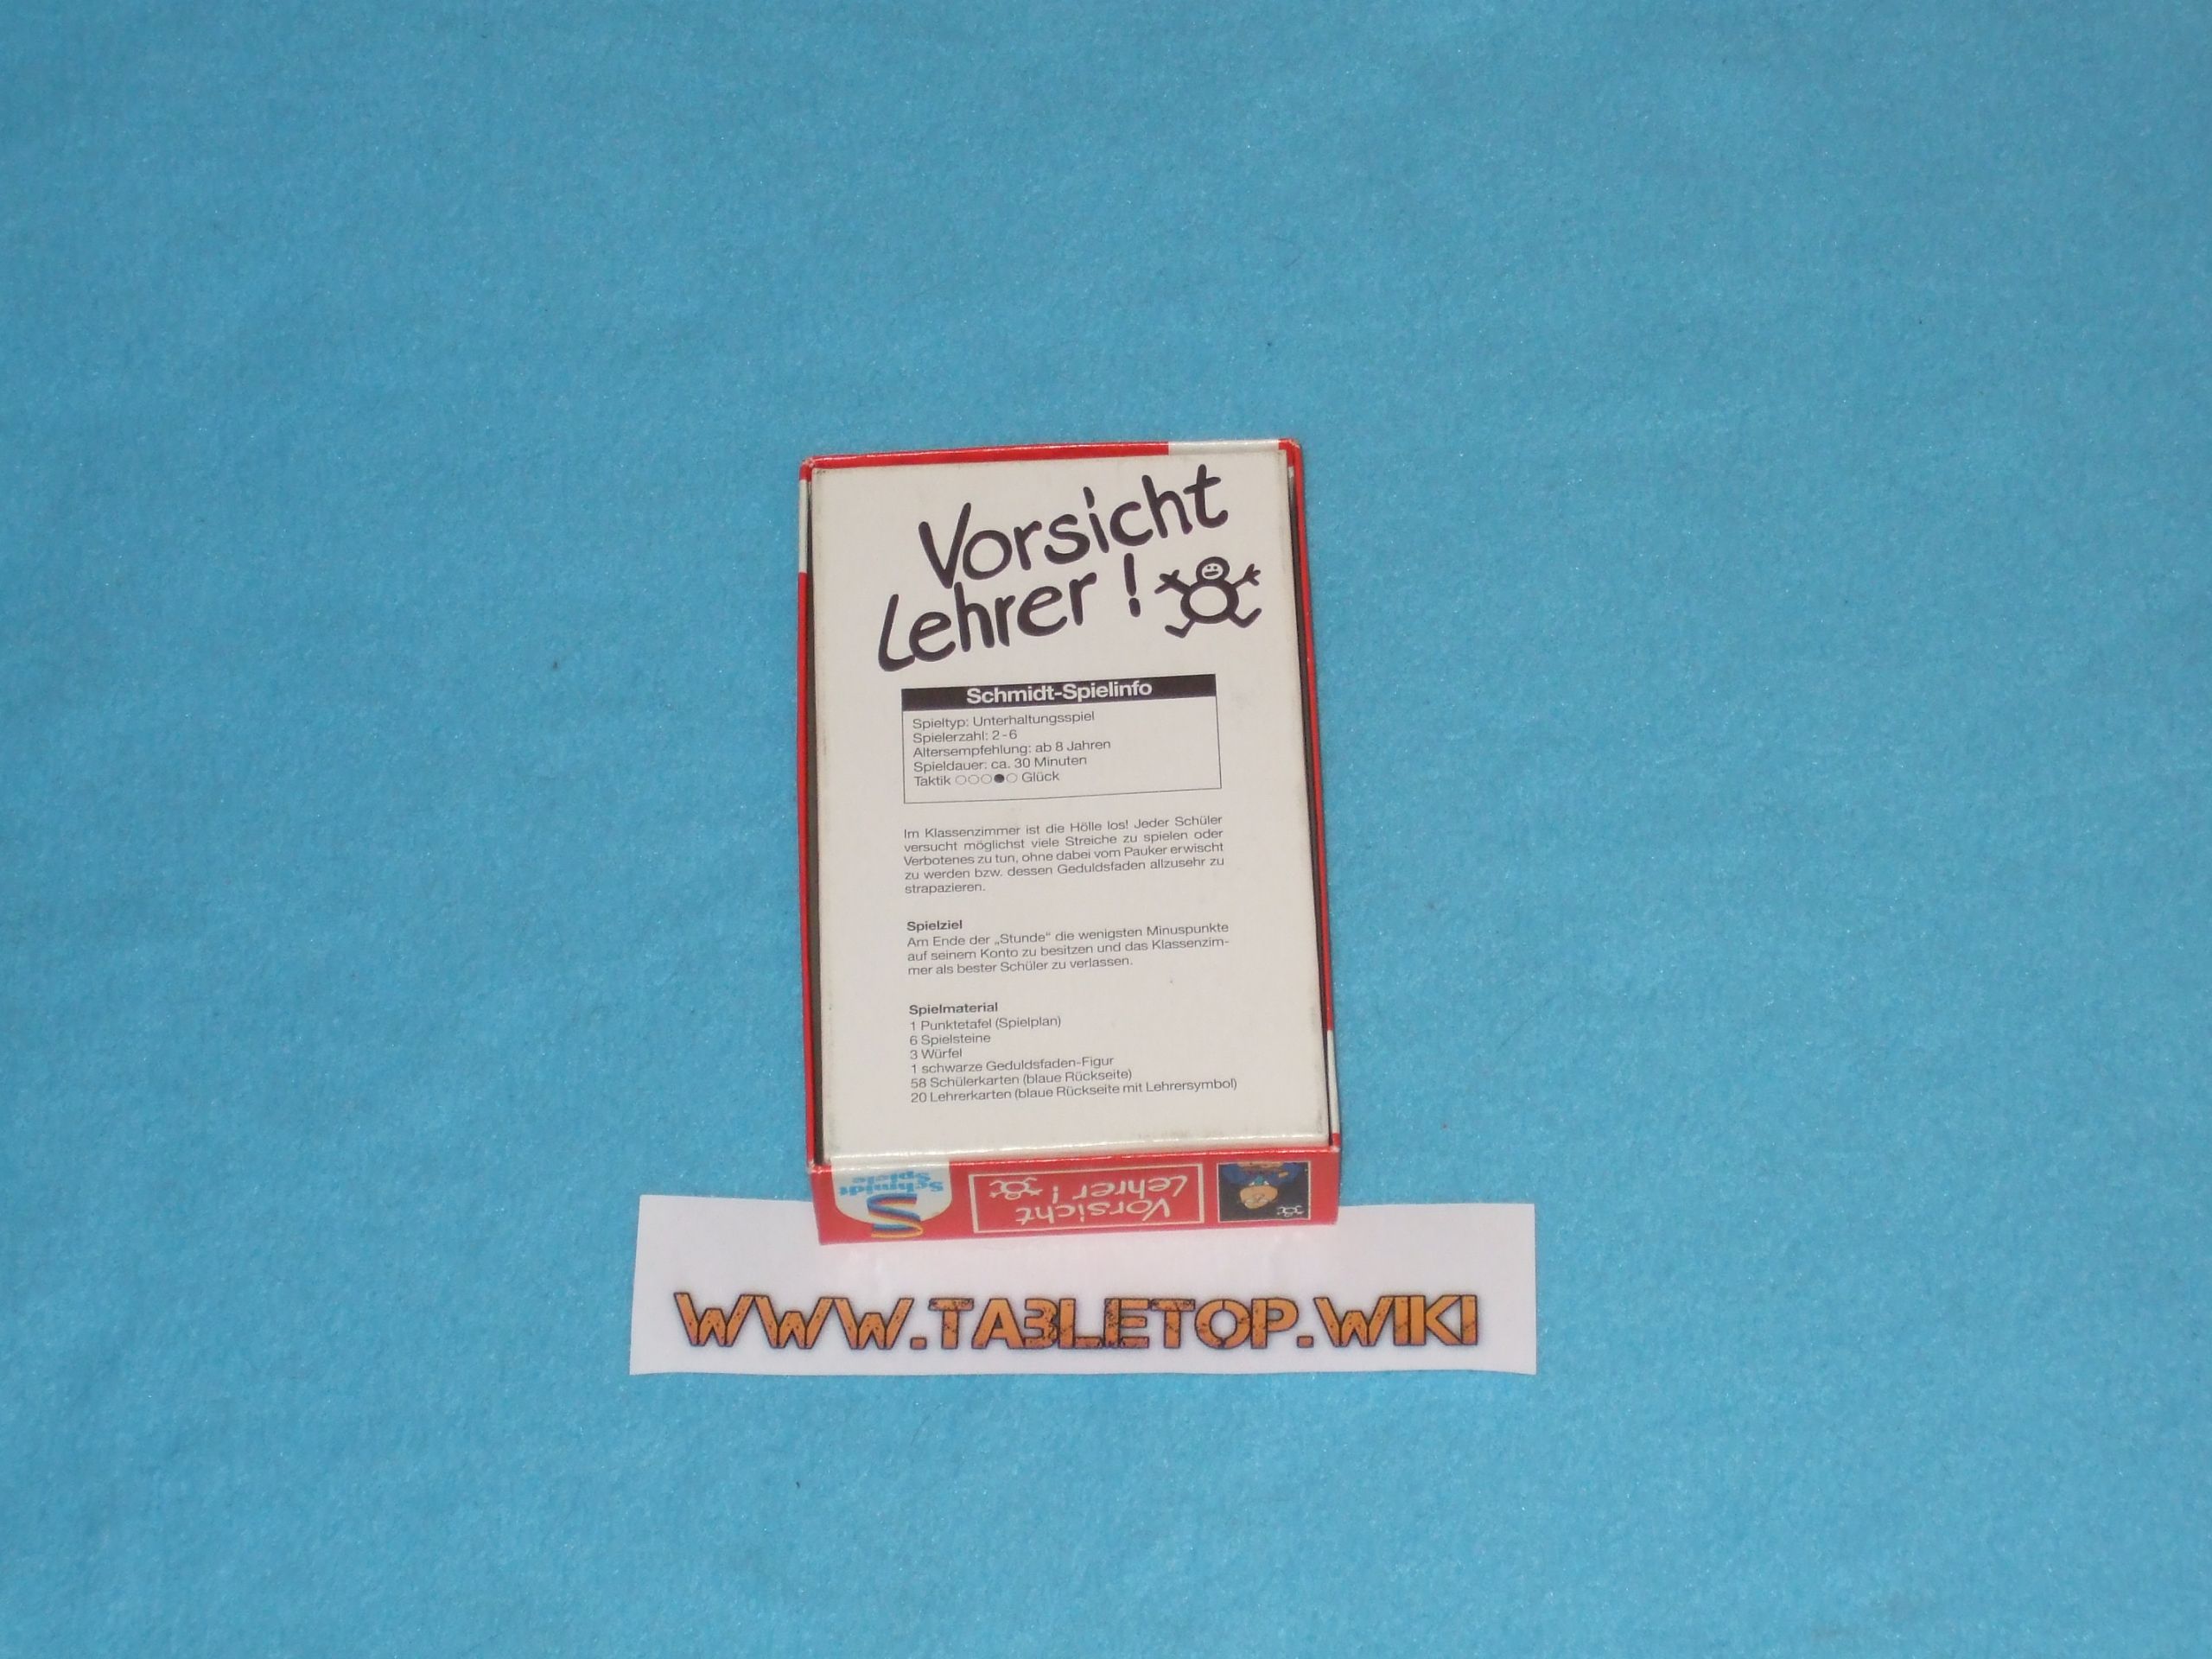 Vorsicht
Lehrer!
Schmidt-Spielinfo
Spieltyp: Unterhaltungsspiel
Spielerzahl: 2-6
Altersempfehlung: ab 8 Jahren
Spieldauer: ca. 30 Minuten
Taktik ○○○●○ Glück
Im Klassenzimmer ist die Hölle los! Jeder Schüler
versucht möglichst viele Streiche zu spielen oder
Verbotenes zu tun, ohne dabei vom Pauker erwischt
zu werden bzw. dessen Geduldsfaden allzusehr zu
strapazieren.
Spielziel
Am Ende der „Stunde“ die wenigsten Minuspunkte
auf seinem Konto zu besitzen und das Klassenzim-
mer als bester Schüler zu verlassen.
Spielmaterial
1 Punktetafel (Spielplan)
6 Spielsteine
3 Würfel
1 schwarze Geduldsfaden-Figur
58 Schülerkarten (blaue Rückseite)
20 Lehrerkarten (blaue Rückseite mit Lehrersymbol)
Schmidt
Spiele
Vorsicht
Lehrer!
WWW.TABLETOP.WIKI